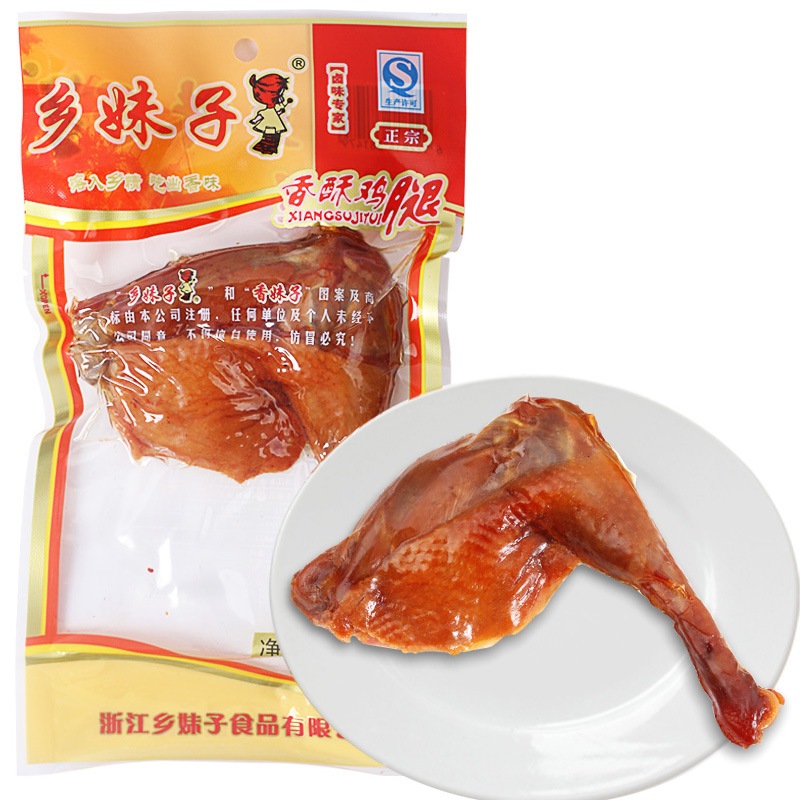 乡妹子®
【卤味专家】
生产许可
正宗
落入乡情 吃出香味
香酥鸡腿
XIANGSUJITUI
“乡妹子®”和“香妹子”图案及商
标由本公司注册,任何单位及个人未经
公司同意,不得擅自使用,仿冒必究!
净
浙江乡妹子食品有限